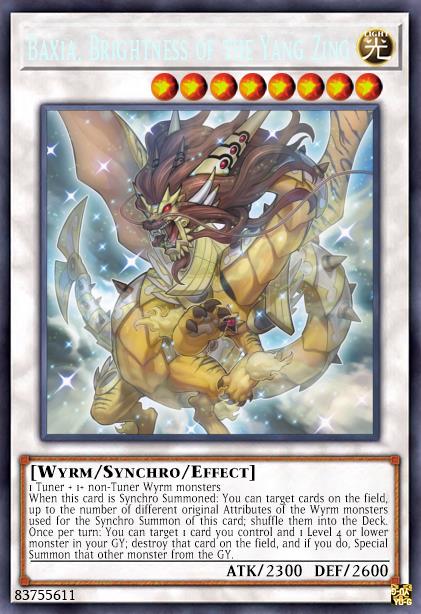 Baxia, Brightness of the Yang Zing
LIGHT
光
[Wyrm/Synchro/Effect]
1 Tuner + 1+ non-Tuner Wyrm monsters
When this card is Synchro Summoned: You can target cards on the field,
up to the number of different original Attributes of the Wyrm monsters
used for the Synchro Summon of this card; shuffle them into the Deck.
Once per turn: You can target 1 card you control and 1 Level 4 or lower
monster in your GY; destroy that card on the field, and if you do, Special
Summon that other monster from the GY.
ATK/2300 DEF/2600
83755611